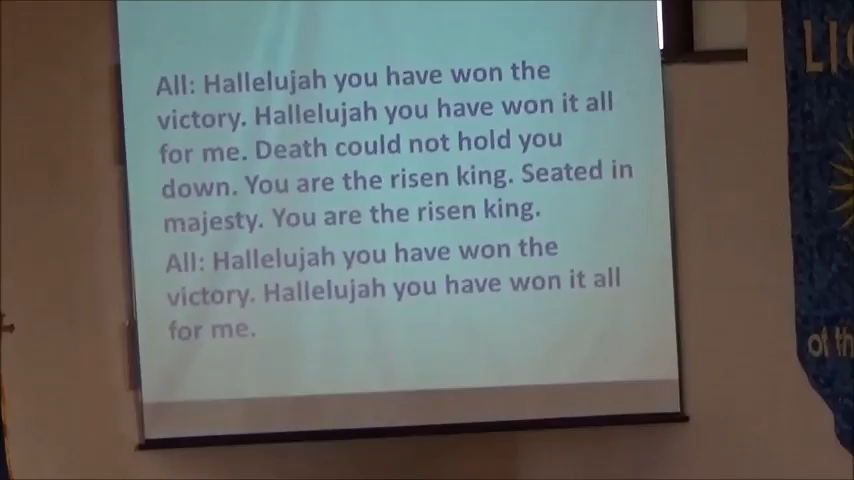 All: Hallelujah you have won the
victory. Hallelujah you have won it all
for me. Death could not hold you
down. You are the risen king. Seated in
majesty. You are the risen king.
All: Hallelujah you have won the
victory. Hallelujah you have won it all
for me.
of th